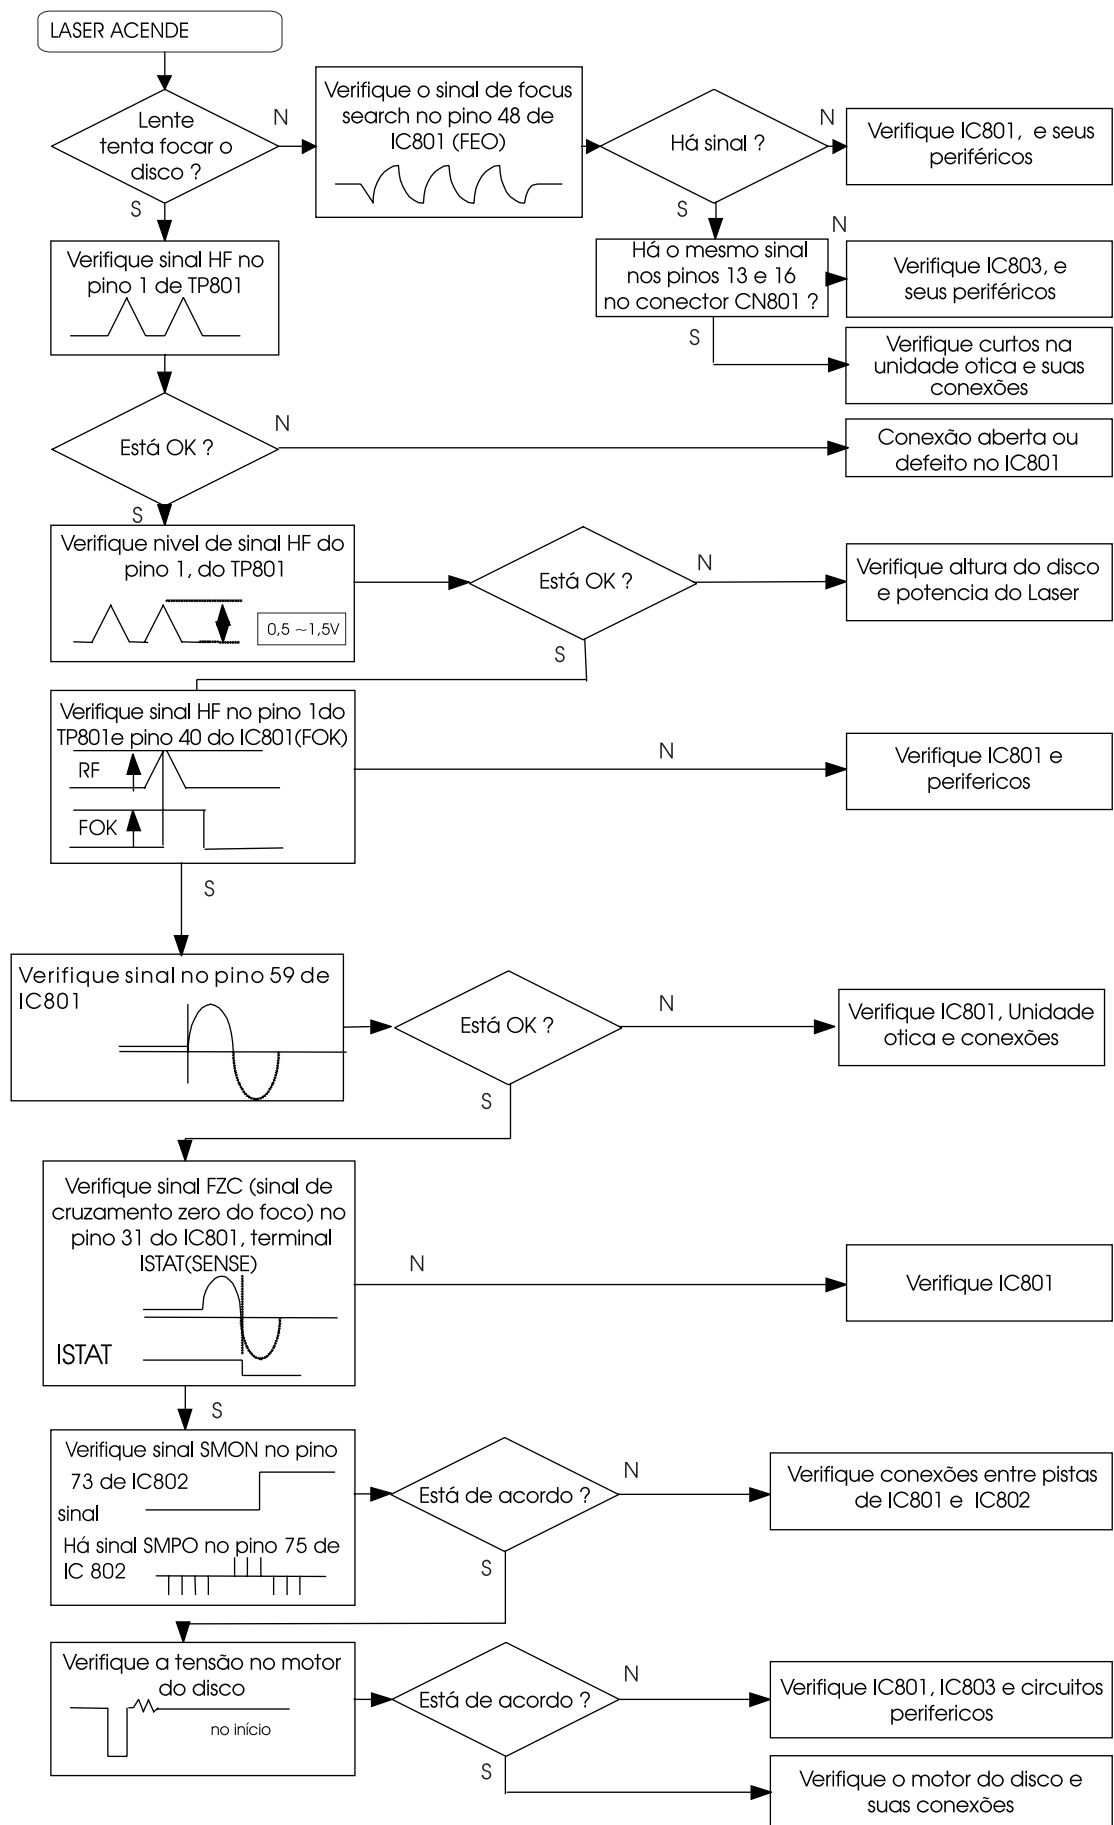 LASER ACENDE
Lente
tenta focar o
disco ?
N
S
Verifique o sinal de focus
search no pino 48 de
IC801 (FEO)
Há sinal ?
N
S
Verifique IC801, e seus
periféricos
Há o mesmo sinal
nos pinos 13 e 16
no conector CN801 ?
N
S
Verifique IC803, e
seus periféricos
Verifique curtos na
unidade otica e suas
conexões
Verifique sinal HF no
pino 1 de TP801
Está OK ?
N
S
Conexão aberta ou
defeito no IC801
Verifique nivel de sinal HF do
pino 1, do TP801
0,5 ~1,5V
Está OK ?
N
S
Verifique altura do disco
e potencia do Laser
Verifique sinal HF no pino 1do
TP801e pino 40 do IC801(FOK)
RF
FOK
N
S
Verifique IC801 e
perifericos
Verifique sinal no pino 59 de
IC801
Está OK ?
N
S
Verifique IC801, Unidade
otica e conexões
Verifique sinal FZC (sinal de
cruzamento zero do foco) no
pino 31 do IC801, terminal
ISTAT(SENSE)
ISTAT
N
S
Verifique IC801
Verifique sinal SMON no pino
73 de IC802
sinal
Há sinal SMPO no pino 75 de
IC 802
Está de acordo ?
N
S
Verifique conexões entre pistas
de IC801 e IC802
Verifique a tensão no motor
do disco
no início
Está de acordo ?
N
S
Verifique IC801, IC803 e circuitos
perifericos
Verifique o motor do disco e
suas conexões